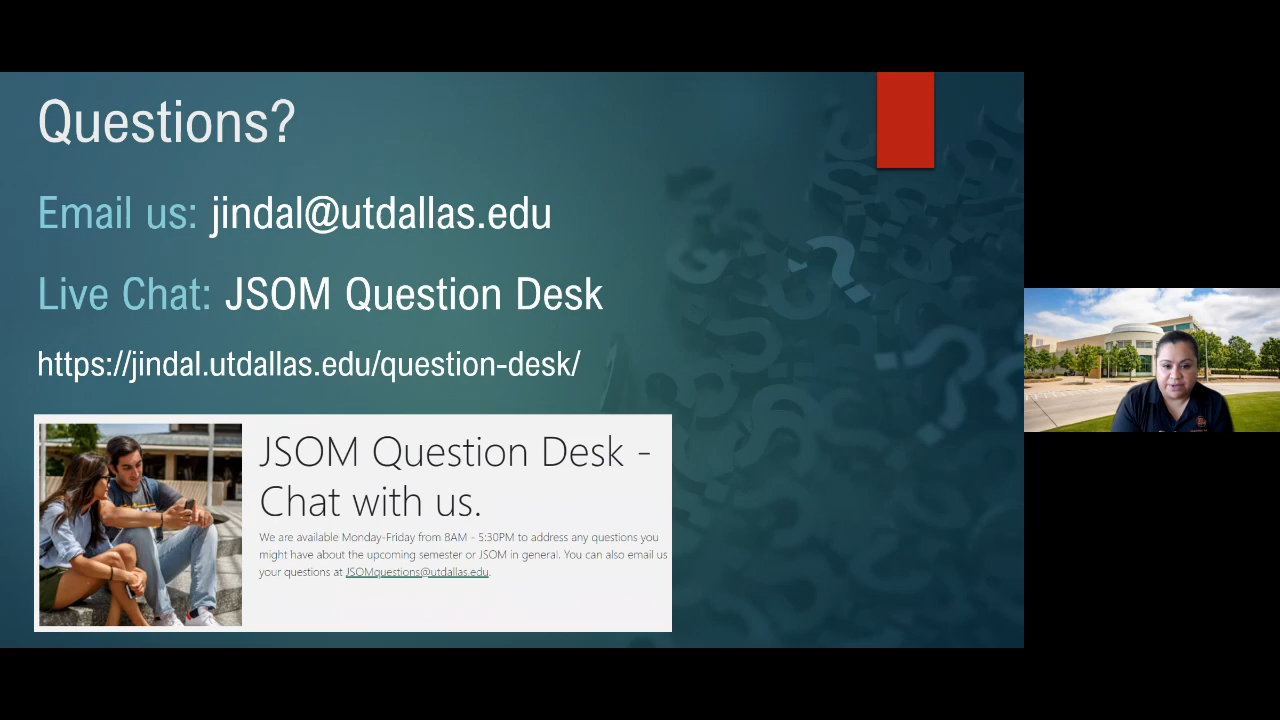 Questions?
Email us: jindal@utdallas.edu
Live Chat: JSOM Question Desk
https://jindal.utdallas.edu/question-desk/
JSOM Question Desk -
Chat with us.
We are available Monday-Friday from 8AM - 5:30PM to address any questions you
might have about the upcoming semester or JSOM in general. You can also email us
your questions at JSOMquestions@utdallas.edu.